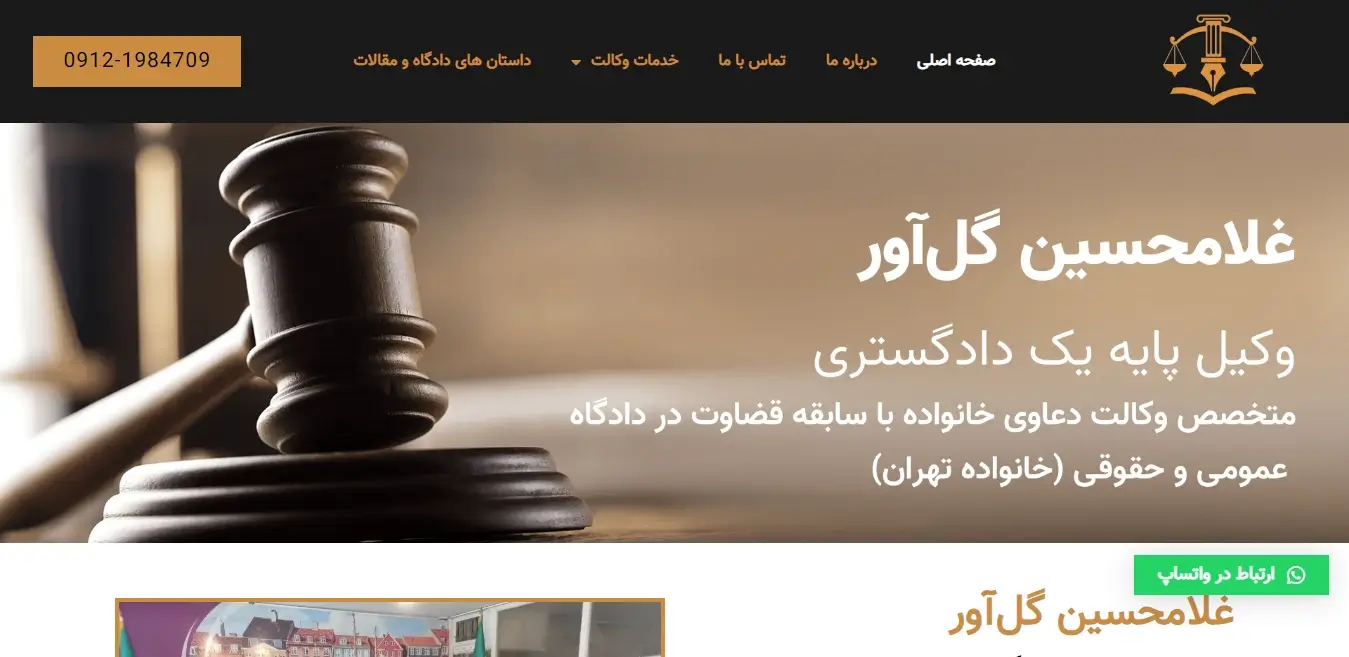 صفحه اصلی
درباره ما
تماس با ما
خدمات وکالت
داستان های دادگاه و مقالات
0912-1984709
غلامحسین گل‌آور
وکیل پایه یک دادگستری
متخصص وکالت دعاوی خانواده با سابقه قضاوت در دادگاه
عمومی و حقوقی (خانواده تهران)
ارتباط در واتساپ
غلامحسین گل‌آور